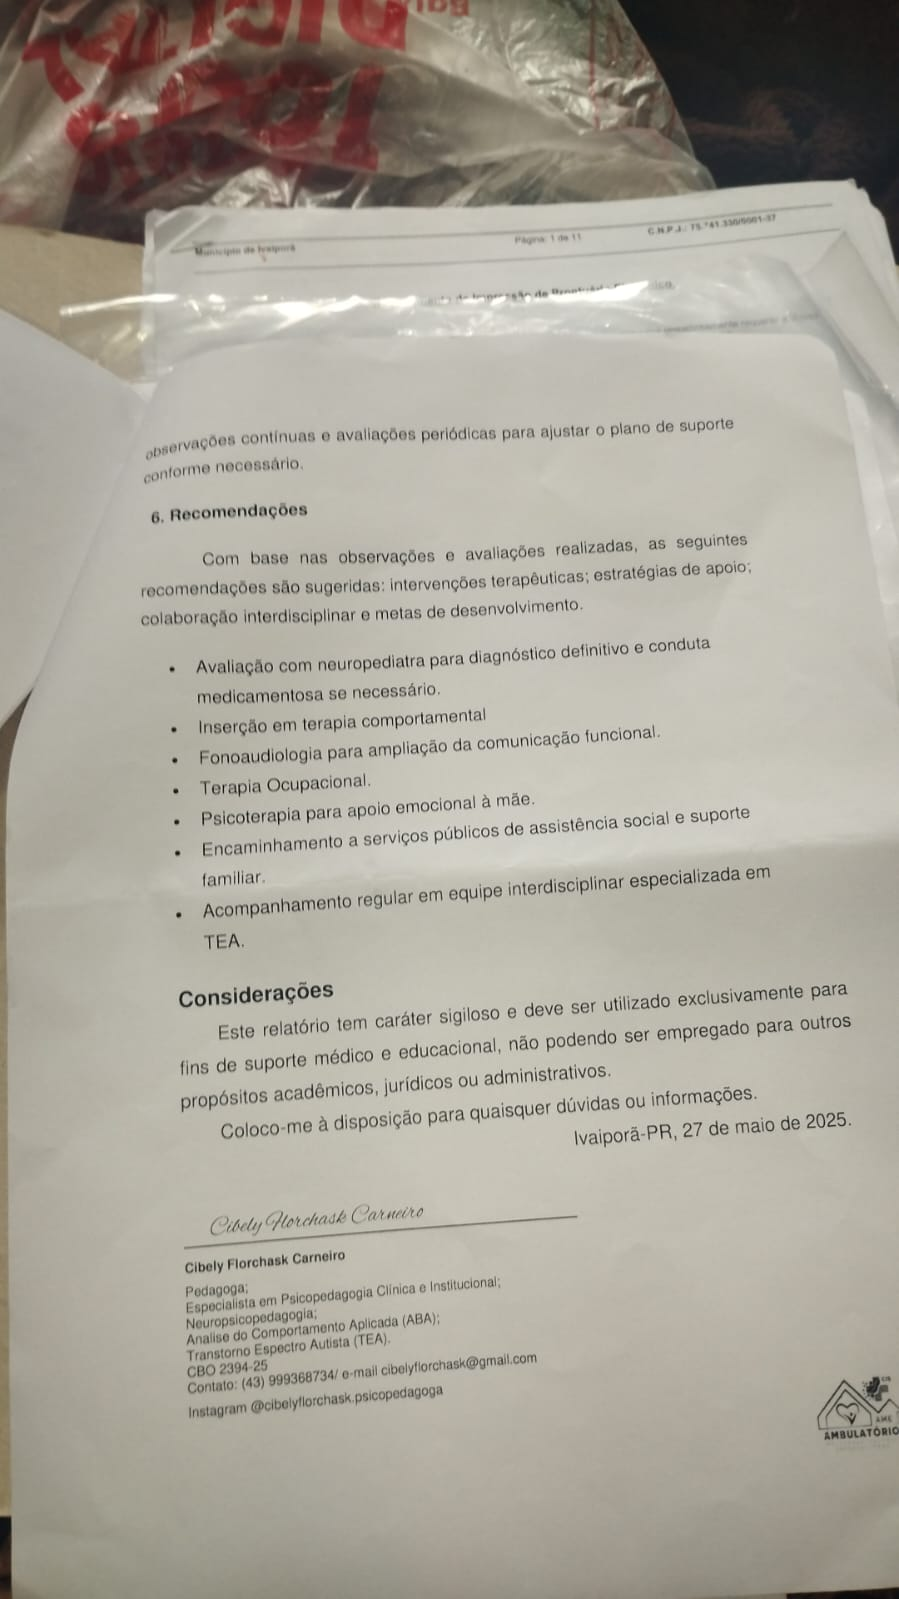 Município de Ivaiporã
Página: 1 de 11
C.N.P.J.:
de Impressão de
observações contínuas e avaliações periódicas para ajustar o plano de suporte
conforme necessário.
6. Recomendações
Com base nas observações e avaliações realizadas, as seguintes
recomendações são sugeridas: intervenções terapêuticas; estratégias de apoio;
colaboração interdisciplinar e metas de desenvolvimento.
• Avaliação com neuropediatra para diagnóstico definitivo e conduta
medicamentosa se necessário.
• Inserção em terapia comportamental
• Fonoaudiologia para ampliação da comunicação funcional.
• Terapia Ocupacional.
• Psicoterapia para apoio emocional à mãe.
• Encaminhamento a serviços públicos de assistência social e suporte
familiar.
• Acompanhamento regular em equipe interdisciplinar especializada em
TEA.
Considerações
Este relatório tem caráter sigiloso e deve ser utilizado exclusivamente para
fins de suporte médico e educacional, não podendo ser empregado para outros
propósitos acadêmicos, jurídicos ou administrativos.
Coloco-me à disposição para quaisquer dúvidas ou informações.
Ivaiporã-PR, 27 de maio de 2025.
Cibely Florchask Carneiro
Cibely Florchask Carneiro
Pedagoga;
Especialista em Psicopedagogia Clínica e Institucional;
Neuropsicopedagogia;
Analise do Comportamento Aplicada (ABA);
Transtorno Espectro Autista (TEA).
CBO 2394-25
Contato: (43) 999368734/ e-mail cibelyflorchask@gmail.com
Instagram @cibelyflorchask.psicopedagoga
CIS
AME
AMBULATÓRIO